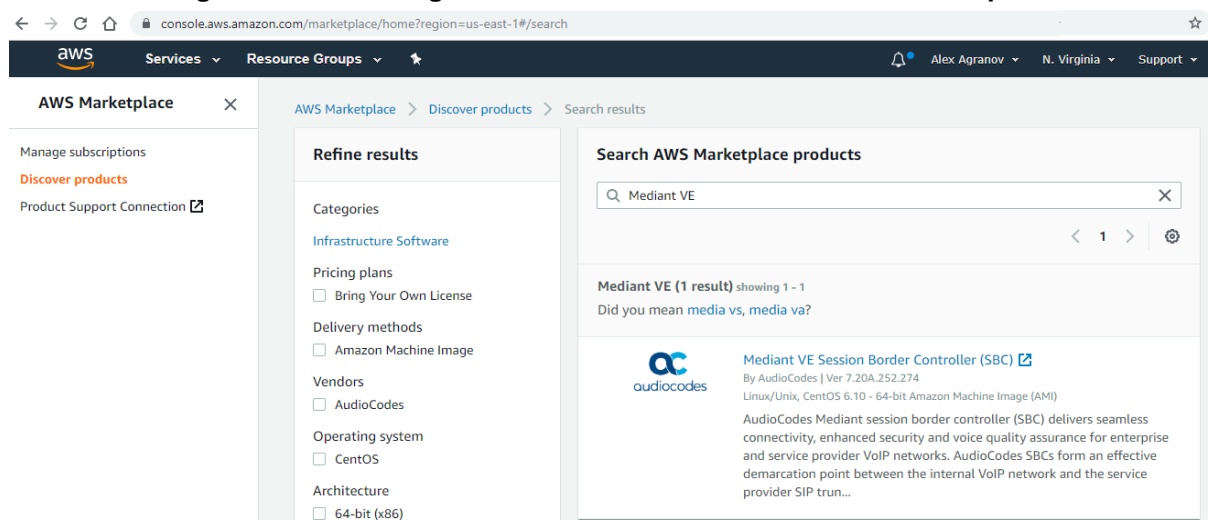 console.aws.amazon.com/marketplace/home?region=us-east-1#/search
aws
Services
Resource Groups
Alex Agranov
N. Virginia
Support
AWS Marketplace
Manage subscriptions
Discover products
Product Support Connection
AWS Marketplace > Discover products > Search results
Refine results
Categories
Infrastructure Software
Pricing plans
Bring Your Own License
Delivery methods
Amazon Machine Image
Vendors
AudioCodes
Operating system
CentOS
Architecture
64-bit (x86)
Search AWS Marketplace products
Mediant VE
< 1 >
Mediant VE (1 result) showing 1 - 1
Did you mean media vs, media va?
audiocodes
Mediant VE Session Border Controller (SBC)
By AudioCodes | Ver 7.20A.252.274
Linux/Unix, CentOS 6.10 - 64-bit Amazon Machine Image (AMI)
AudioCodes Mediant session border controller (SBC) delivers seamless
connectivity, enhanced security and voice quality assurance for enterprise
and service provider VoIP networks. AudioCodes SBCs form an effective
demarcation point between the internal VoIP network and the service
provider SIP trun...